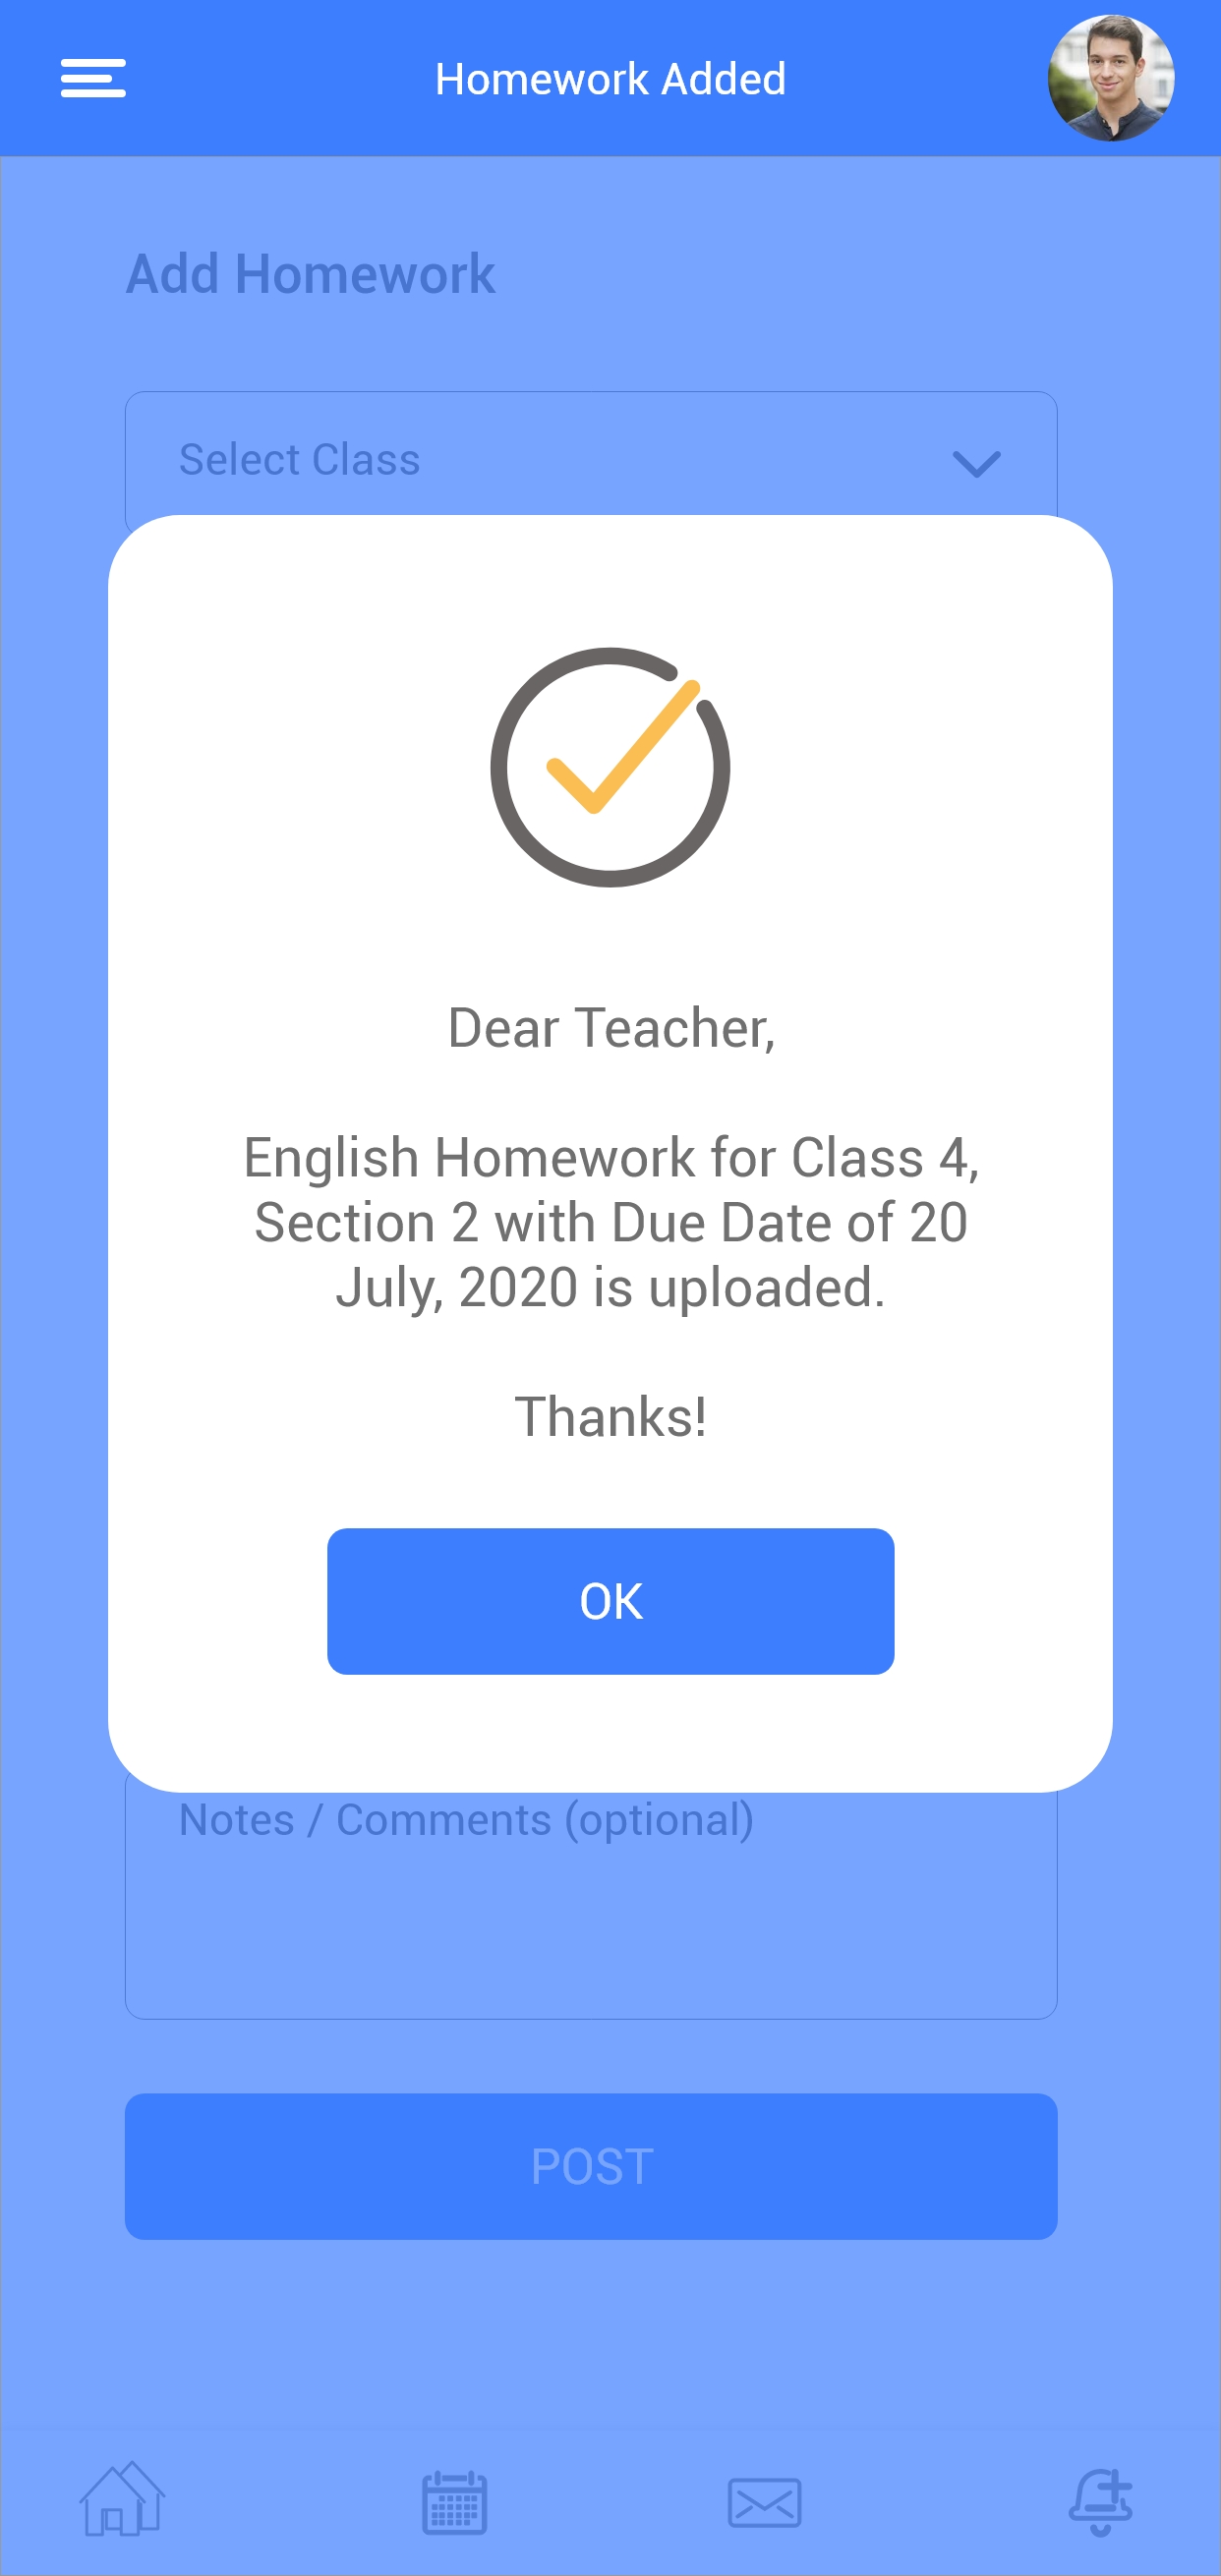 Homework Added
Add Homework
Select Class
Dear Teacher,
English Homework for Class 4,
Section 2 with Due Date of 20
July, 2020 is uploaded.
Thanks!
OK
Notes / Comments (optional)
POST